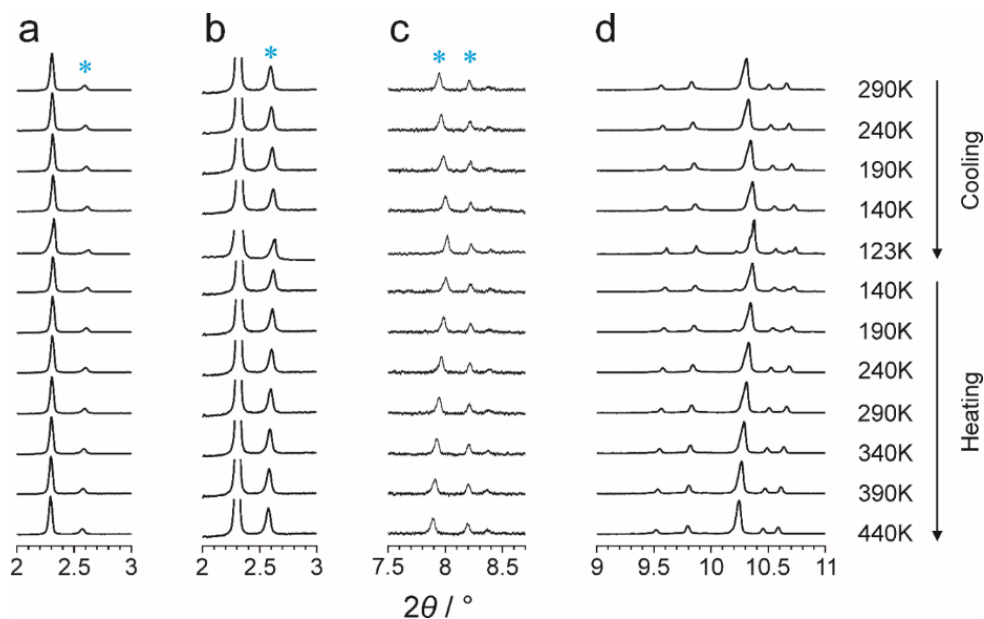 a b c d
* * * *
290K
240K
190K
140K
123K
140K
190K
240K
290K
340K
390K
440K
Cooling
Heating
2 2.5 3 2 2.5 3 7.5 8 8.5 9 9.5 10 10.5 11
2θ / °